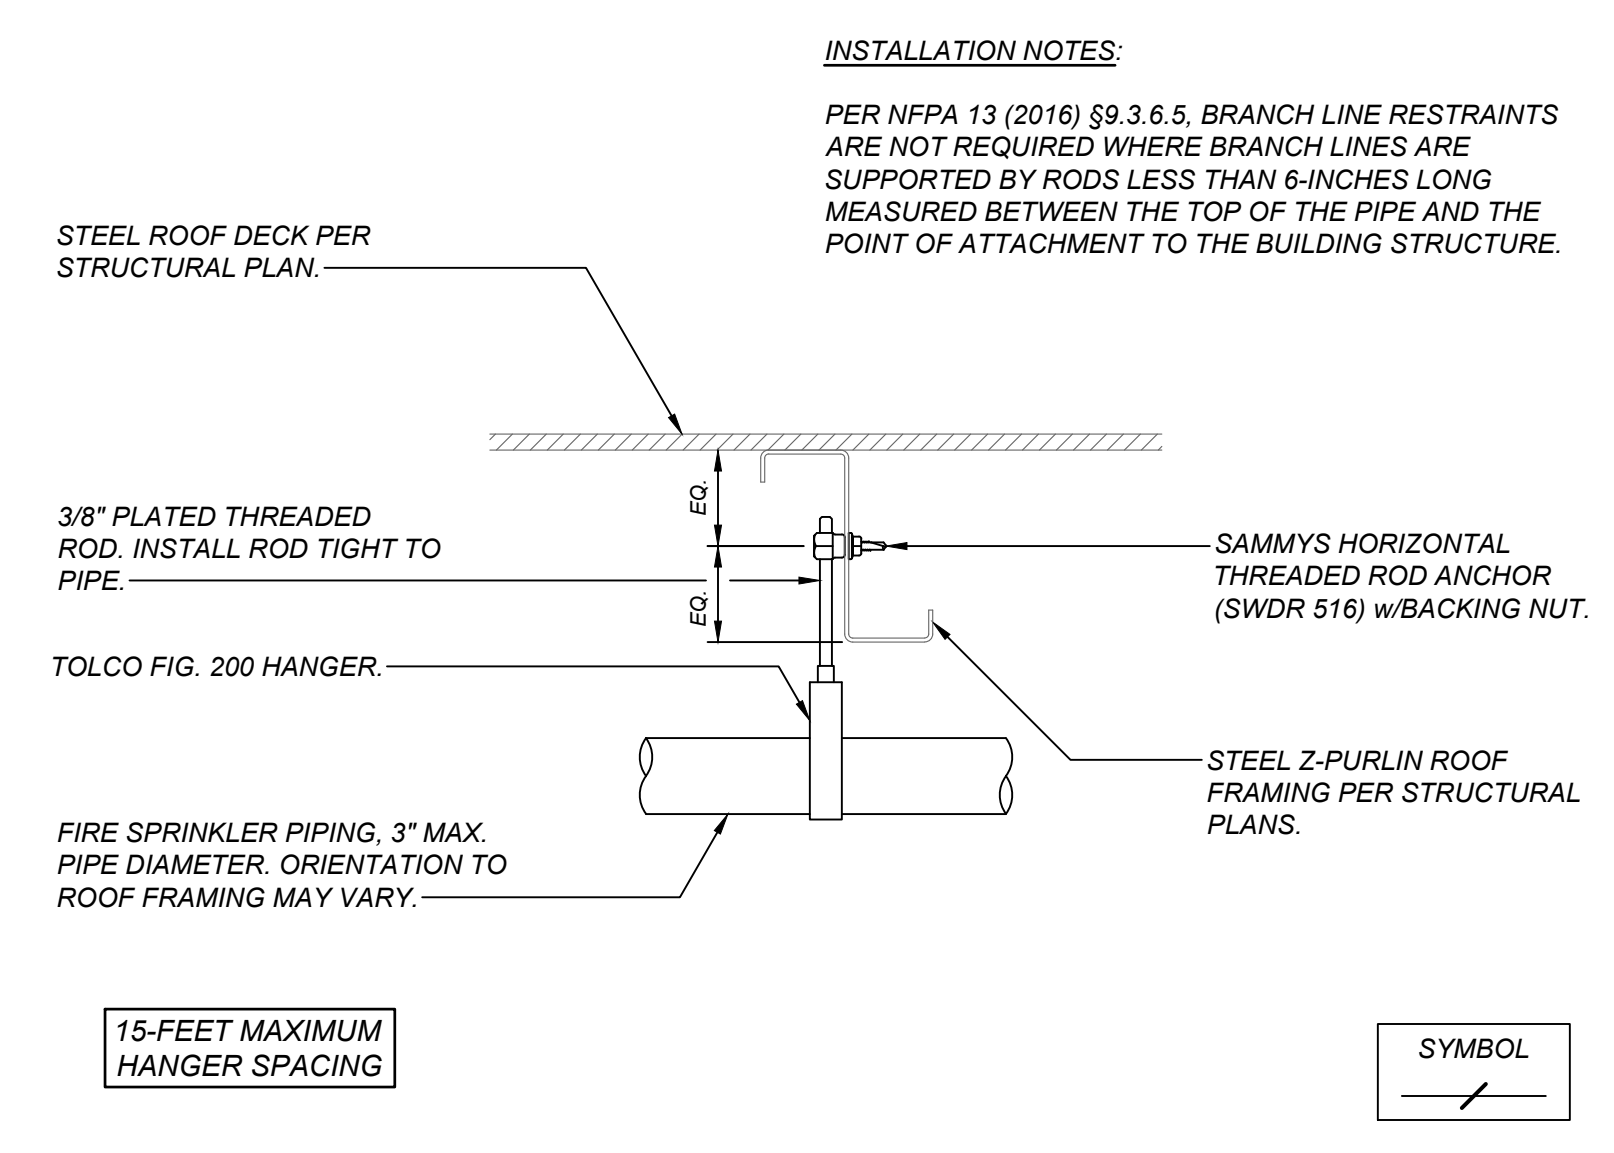 INSTALLATION NOTES:
PER NFPA 13 (2016) §9.3.6.5, BRANCH LINE RESTRAINTS
ARE NOT REQUIRED WHERE BRANCH LINES ARE
SUPPORTED BY RODS LESS THAN 6-INCHES LONG
MEASURED BETWEEN THE TOP OF THE PIPE AND THE
POINT OF ATTACHMENT TO THE BUILDING STRUCTURE.
STEEL ROOF DECK PER
STRUCTURAL PLAN.
EQ.
EQ.
3/8" PLATED THREADED
ROD. INSTALL ROD TIGHT TO
PIPE.
SAMMYS HORIZONTAL
THREADED ROD ANCHOR
(SWDR 516) w/BACKING NUT.
TOLCO FIG. 200 HANGER.
STEEL Z-PURLIN ROOF
FRAMING PER STRUCTURAL
PLANS.
FIRE SPRINKLER PIPING, 3" MAX.
PIPE DIAMETER. ORIENTATION TO
ROOF FRAMING MAY VARY.
15-FEET MAXIMUM
HANGER SPACING
SYMBOL